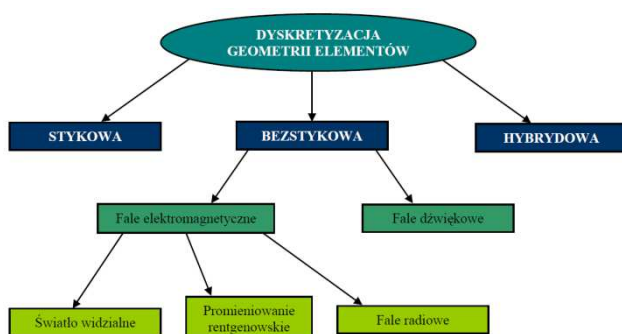 DYSKRETYZACJA
GEOMETRII ELEMENTÓW
STYKOWA
BEZSTYKOWA
HYBRYDOWA
Fale elektromagnetyczne
Fale dźwiękowe
Światło widzialne
Promieniowanie
rentgenowskie
Fale radiowe